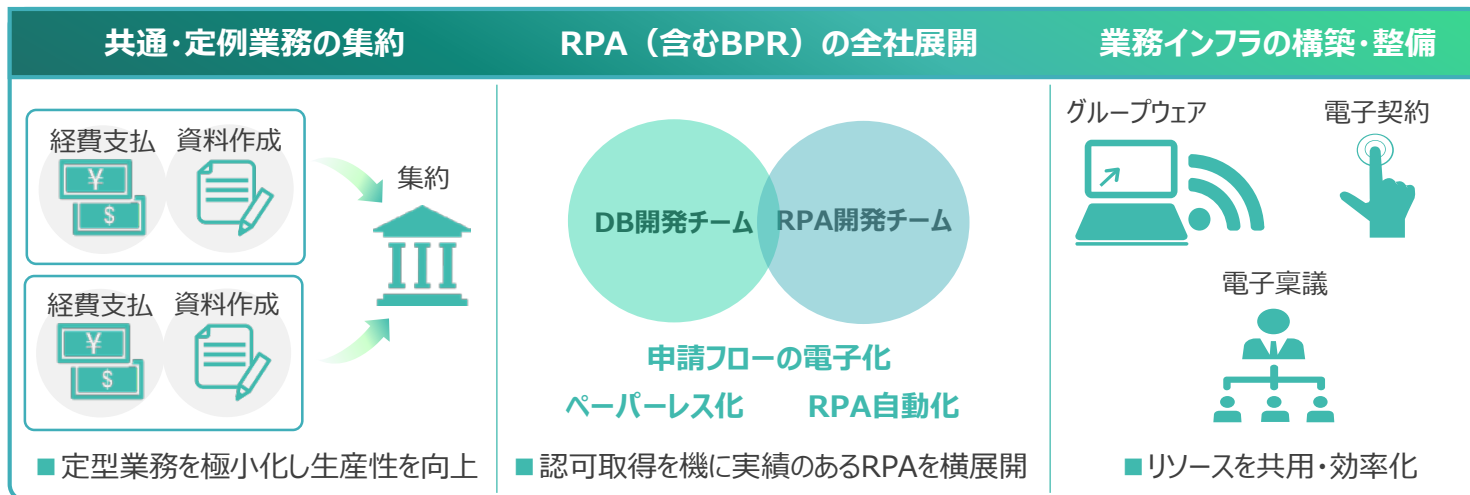 共通・定例業務の集約
経費支払 資料作成
¥
$
集約
経費支払 資料作成
¥
$
■定型業務を極小化し生産性を向上
RPA（含むBPR）の全社展開
DB開発チーム RPA開発チーム
申請フローの電子化
ペーパーレス化 RPA自動化
■認可取得を機に実績のあるRPAを横展開
業務インフラの構築・整備
グループウェア 電子契約
電子稟議
■リソースを共用・効率化